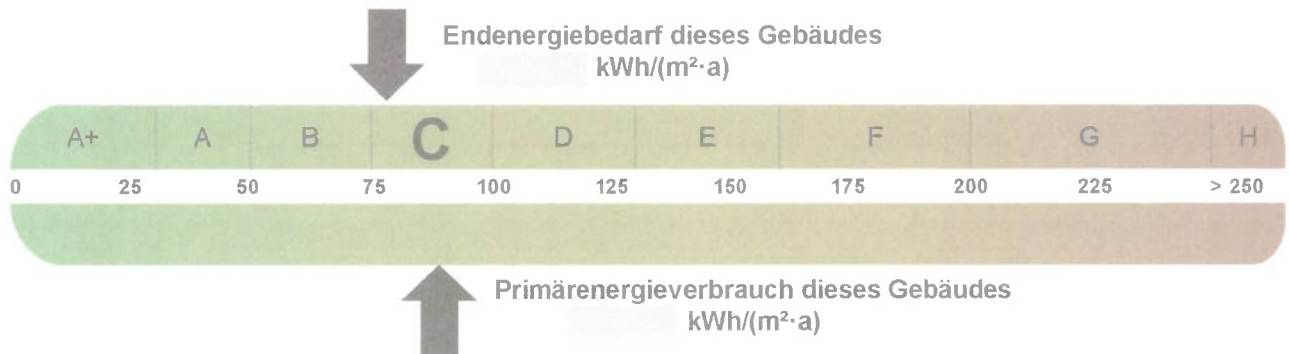 Endenergiebedarf dieses Gebäudes
kWh/(m²·a)
A+ A B C D E F G H
0 25 50 75 100 125 150 175 200 225 > 250
Primärenergieverbrauch dieses Gebäudes
kWh/(m²·a)